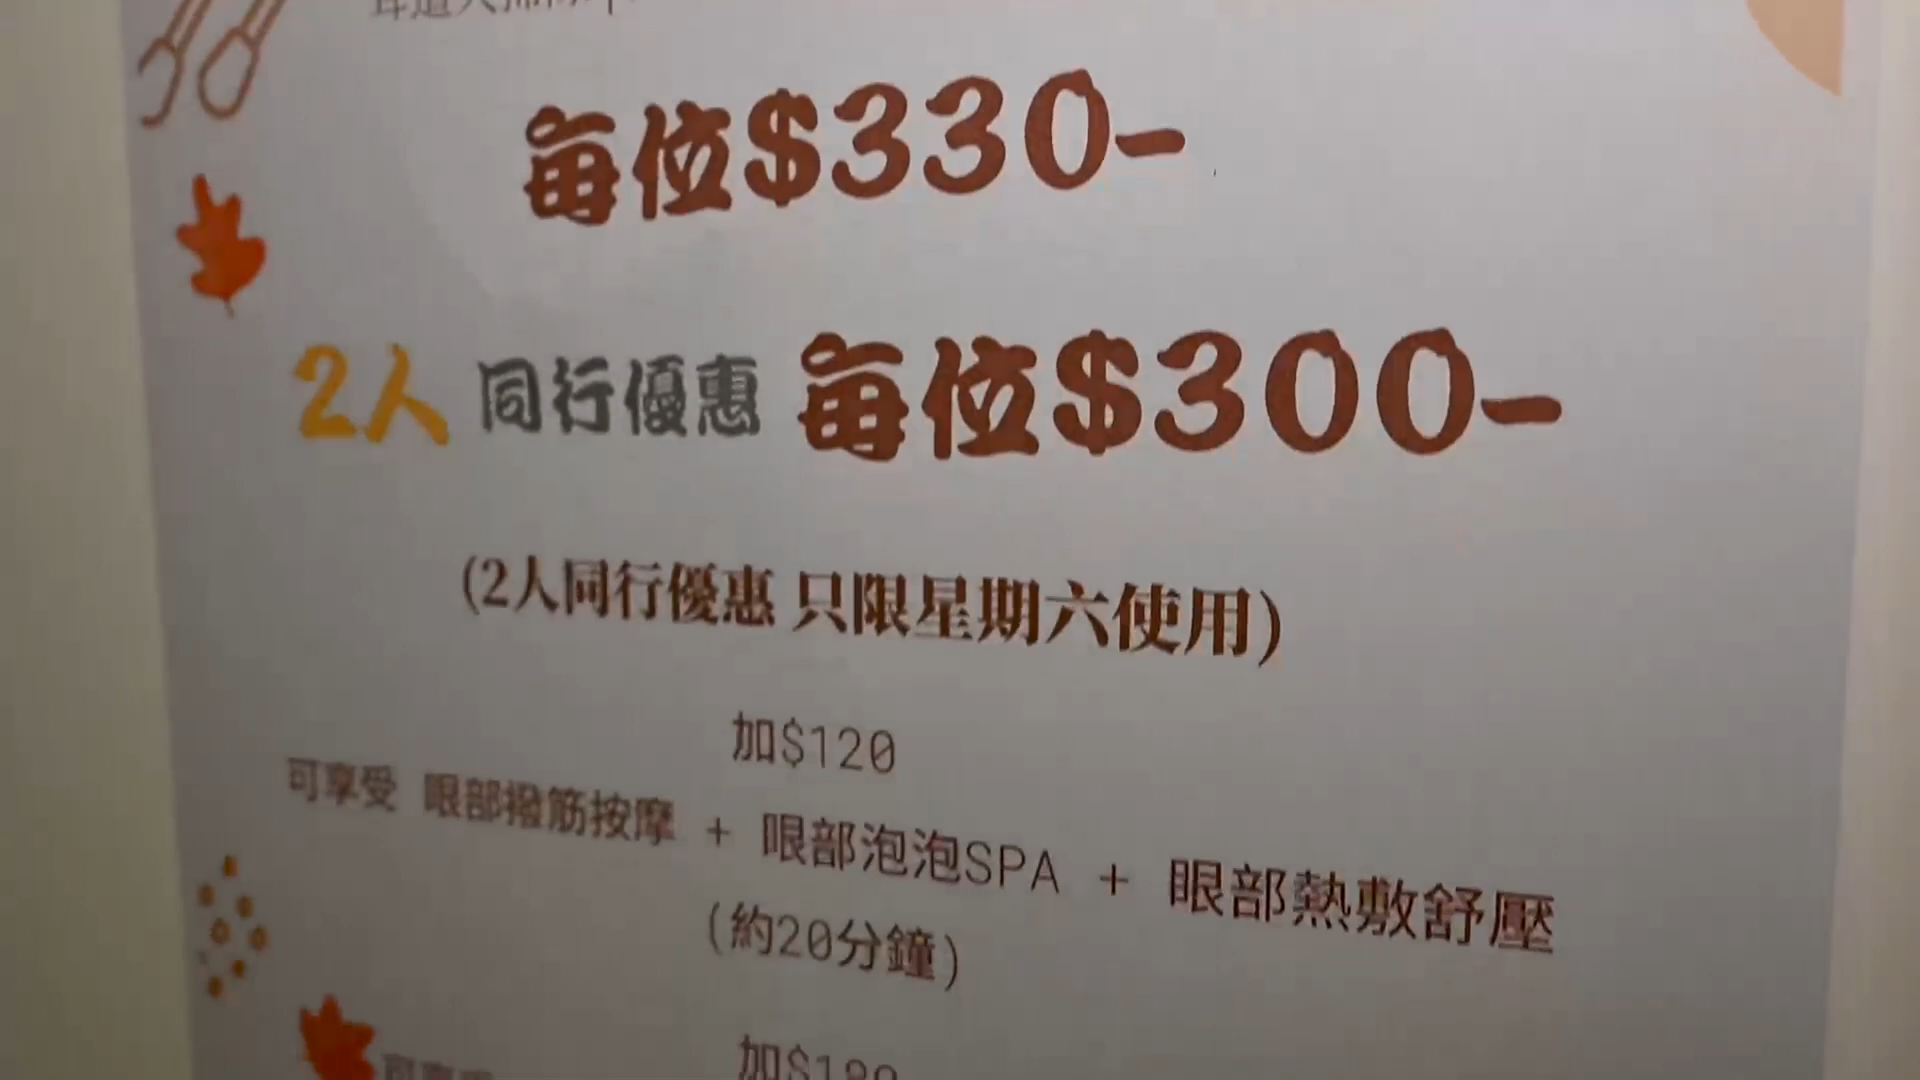 每位$330-
2人 同行優惠 每位$300-
(2人同行優惠 只限星期六使用)
加$120
可享受 眼部撥筋按摩 + 眼部泡泡SPA + 眼部熱敷舒壓
(約20分鐘)
加$180